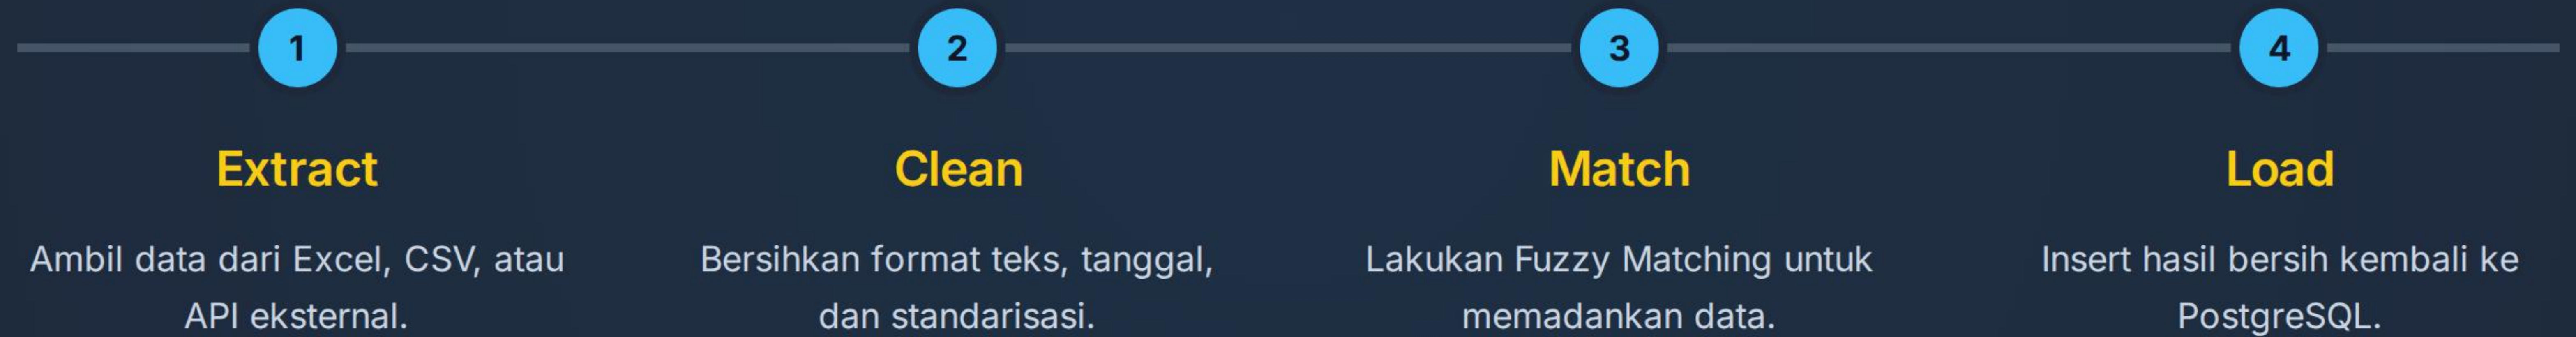 1
2
3
4
Extract
Clean
Match
Load
Ambil data dari Excel, CSV, atau
API eksternal.
Bersihkan format teks, tanggal,
dan standarisasi.
Lakukan Fuzzy Matching untuk
memadankan data.
Insert hasil bersih kembali ke
PostgreSQL.